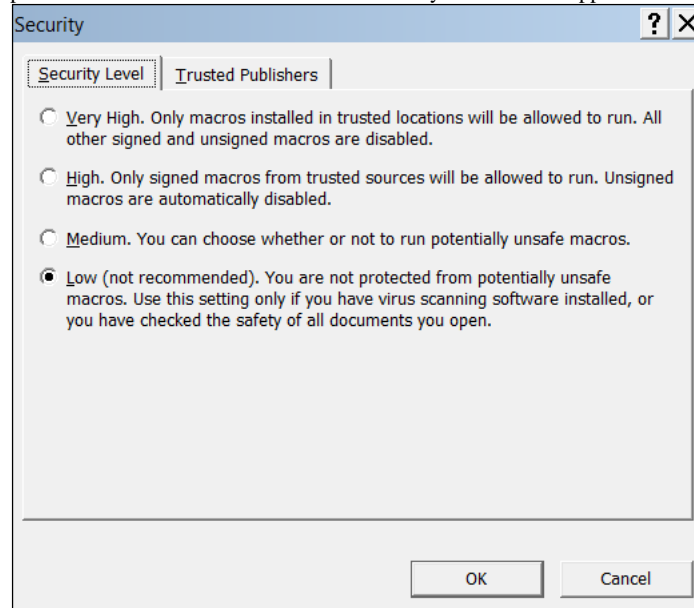 Security
?
Security Level Trusted Publishers
Very High. Only macros installed in trusted locations will be allowed to run. All
other signed and unsigned macros are disabled.
High. Only signed macros from trusted sources will be allowed to run. Unsigned
macros are automatically disabled.
Medium. You can choose whether or not to run potentially unsafe macros.
Low (not recommended). You are not protected from potentially unsafe
macros. Use this setting only if you have virus scanning software installed, or
you have checked the safety of all documents you open.
OK Cancel